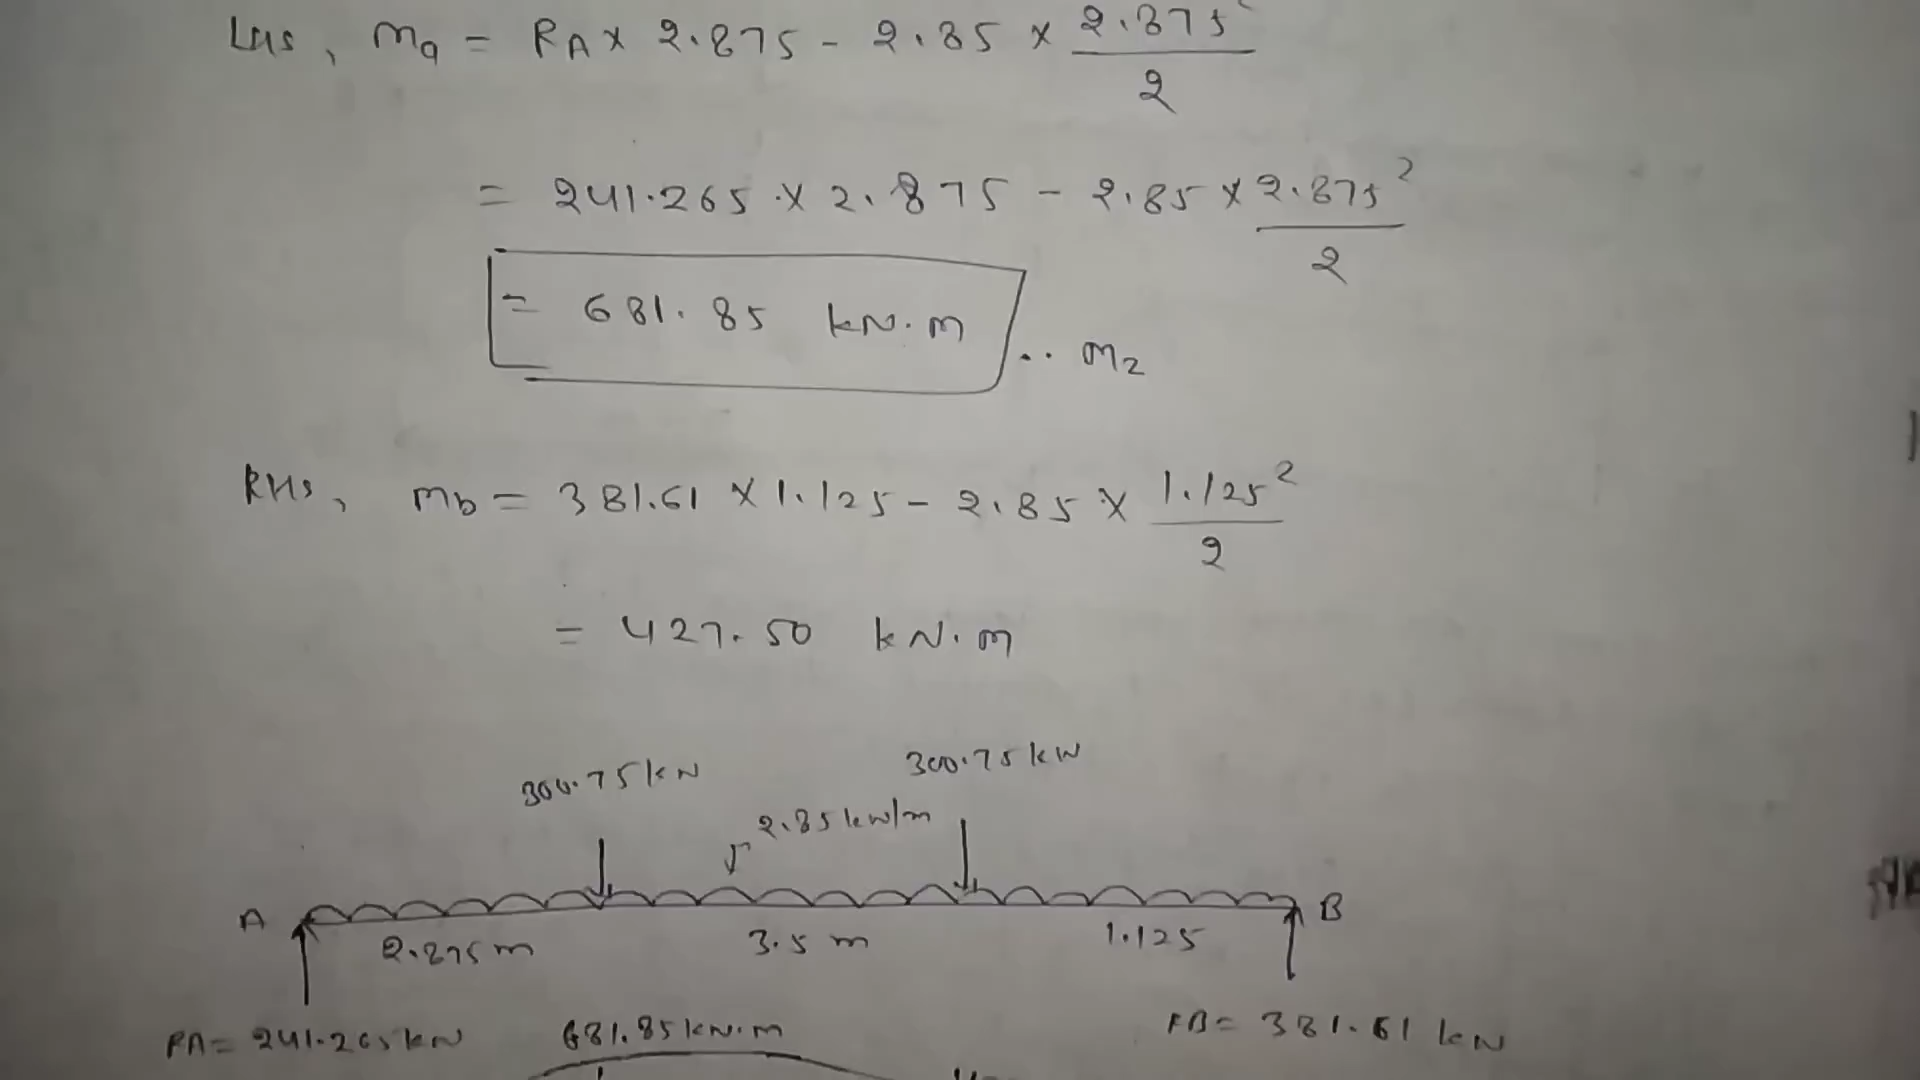 LHS, Ma = RA × 2.875 - 2.85 × 2.875² / 2
= 241.265 × 2.875 - 2.85 × 2.875² / 2
= 681.85 kN.m .. M2
RHS, Mb = 381.61 × 1.125 - 2.85 × 1.125² / 2
= 427.50 kN.m
300.75 kN 300.75 kN
2.85 kN/m
A B
2.875 m 3.5 m 1.125
RA = 241.265 kN 681.85 kN.m RB = 381.61 kN